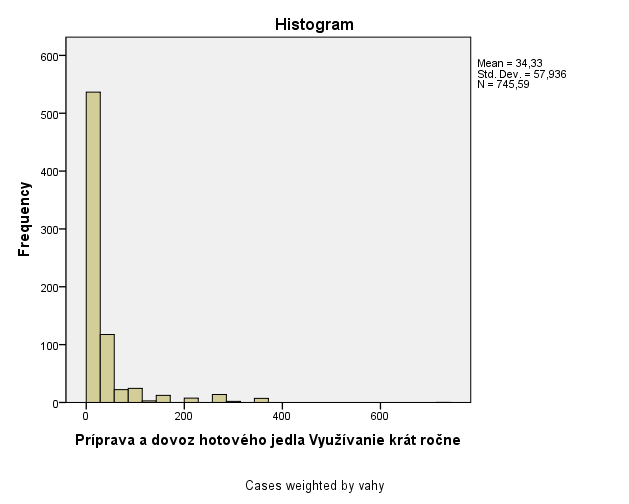 Histogram
Mean = 34,33
Std. Dev. = 57,936
N = 745,59
600
500
400
300
200
100
0
Frequency
0 200 400 600
Príprava a dovoz hotového jedla Využívanie krát ročne
Cases weighted by vahy